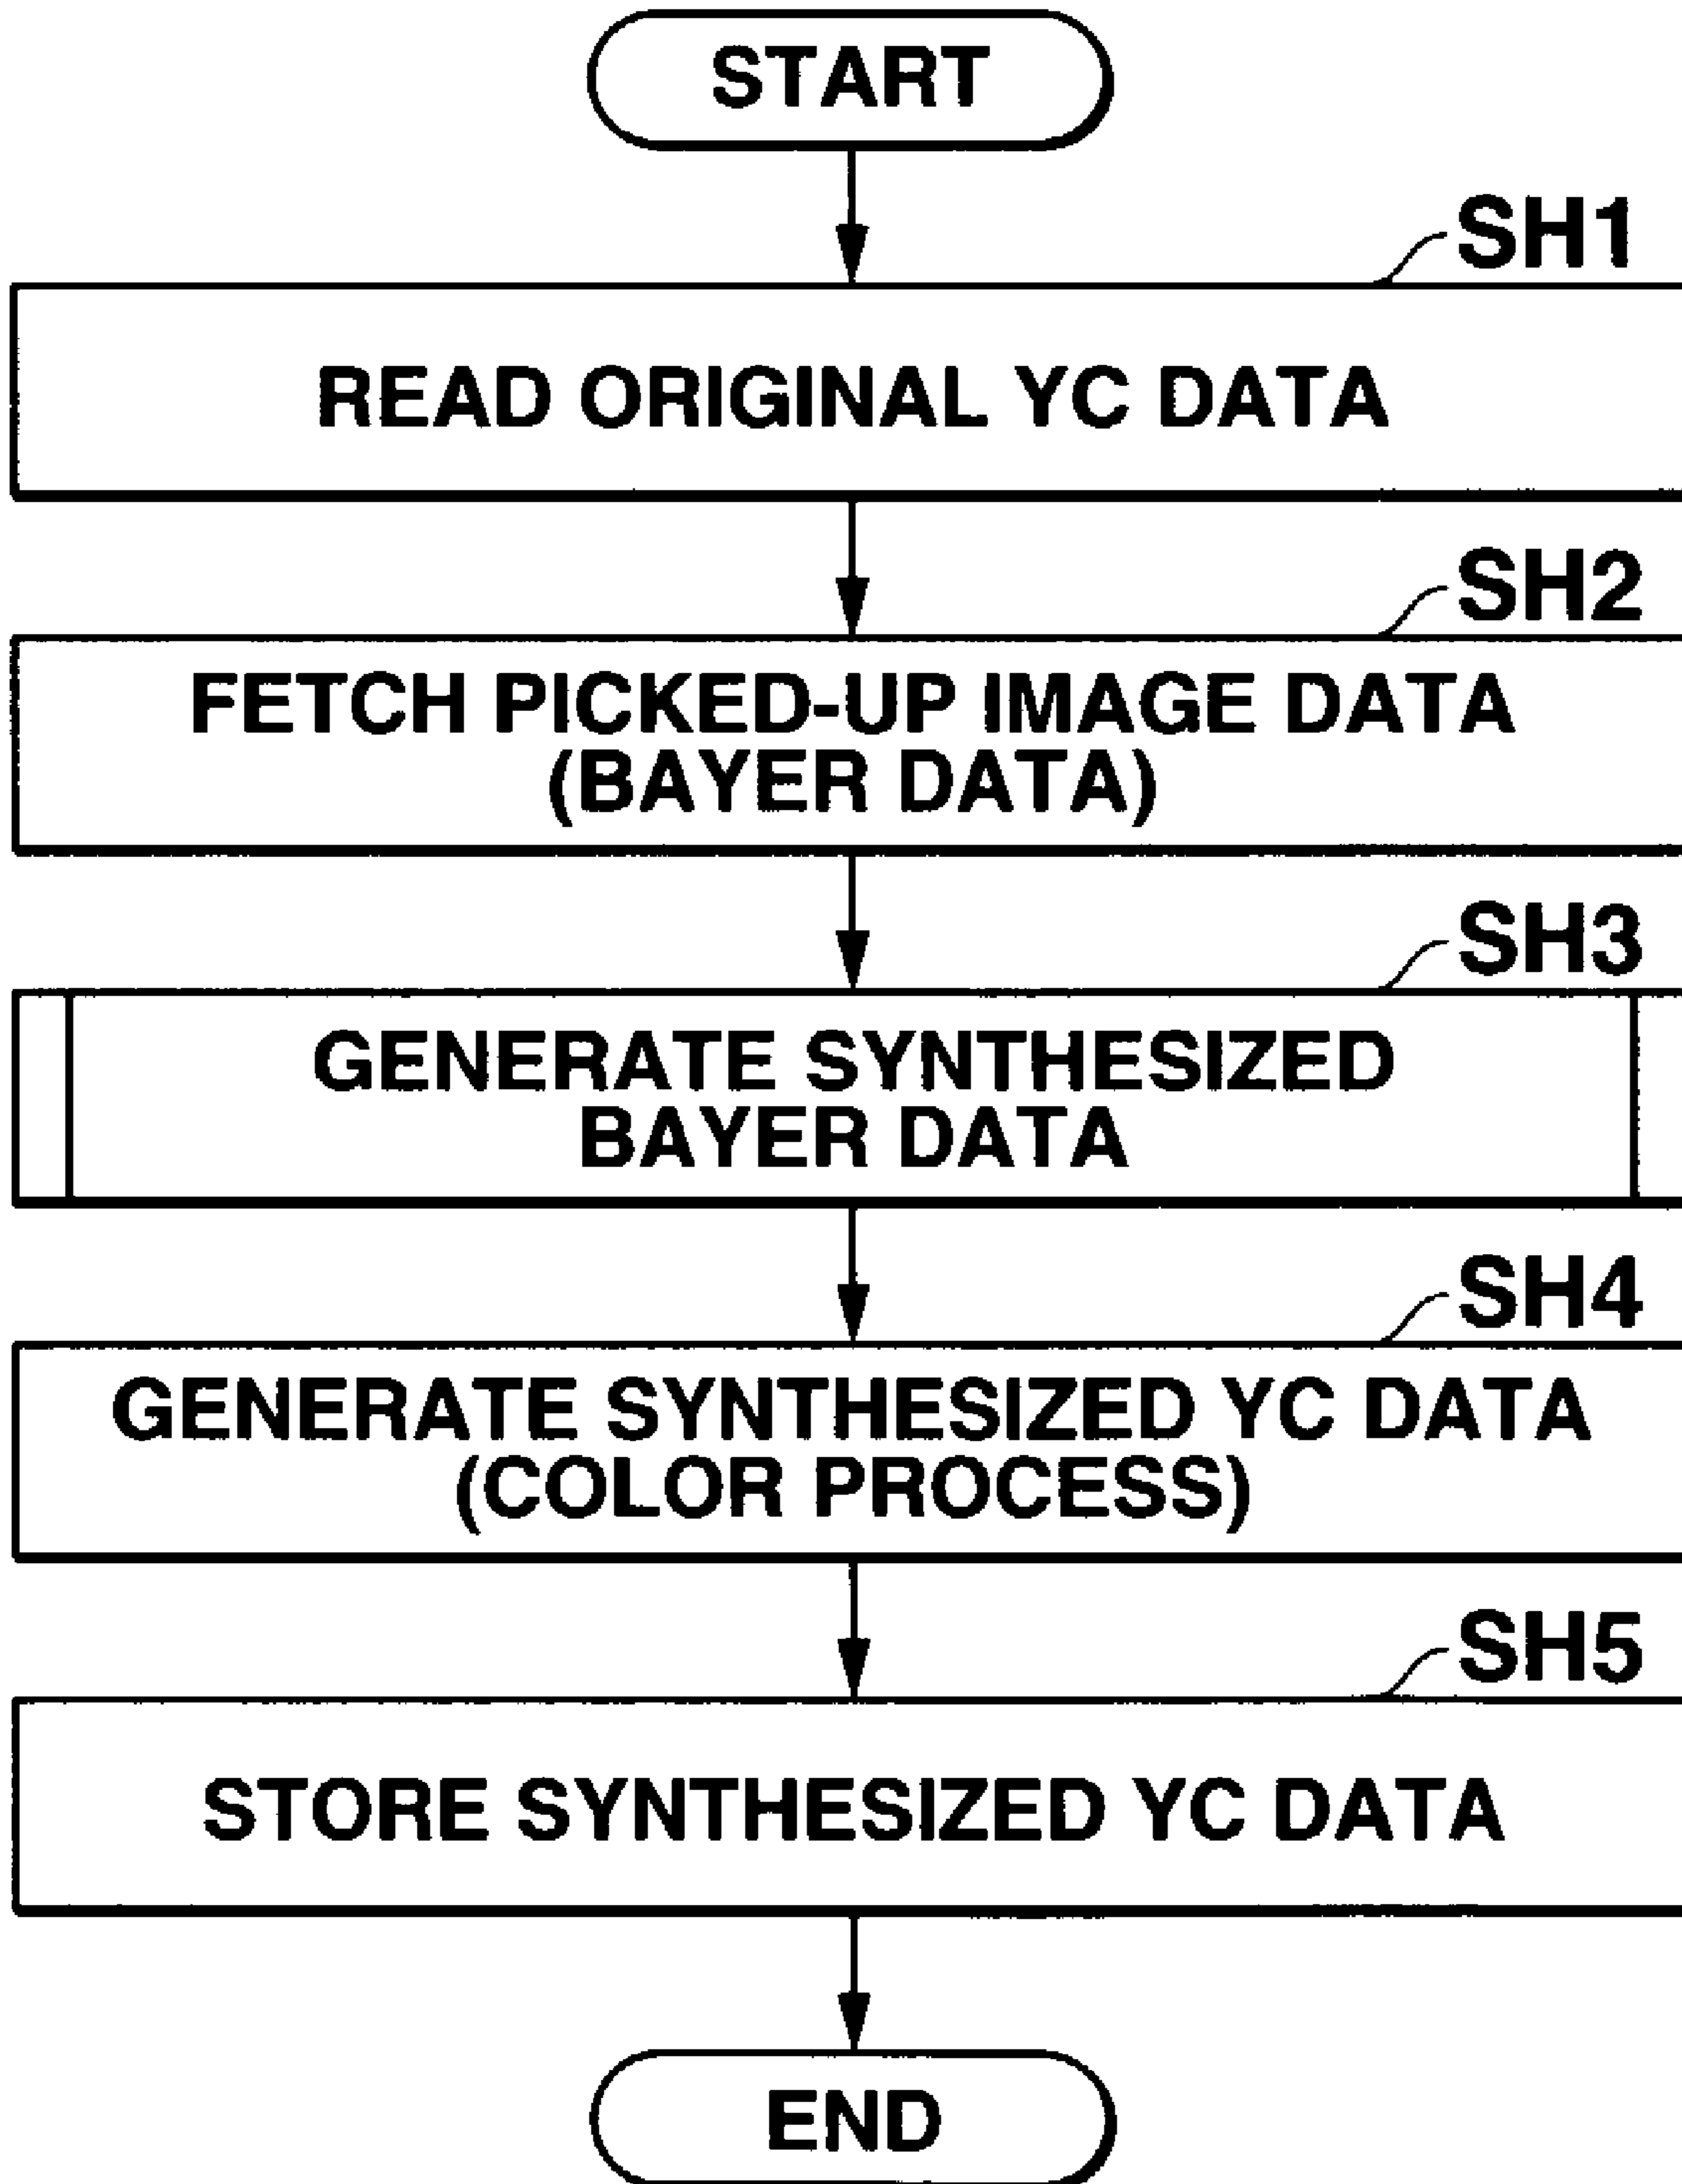 START
SH1
READ ORIGINAL YC DATA
SH2
FETCH PICKED-UP IMAGE DATA
(BAYER DATA)
SH3
GENERATE SYNTHESIZED
BAYER DATA
SH4
GENERATE SYNTHESIZED YC DATA
(COLOR PROCESS)
SH5
STORE SYNTHESIZED YC DATA
END